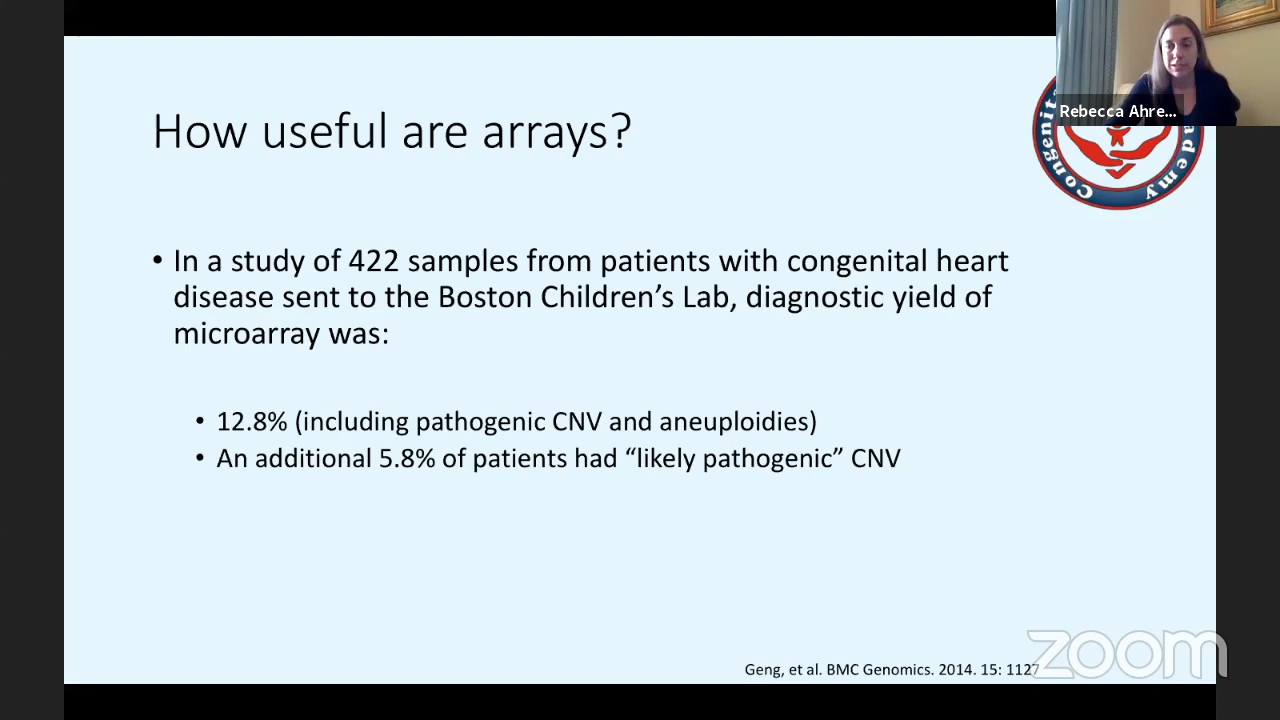 Rebecca Ahre...
How useful are arrays?
Congenit
ademy
• In a study of 422 samples from patients with congenital heart
disease sent to the Boston Children’s Lab, diagnostic yield of
microarray was:
• 12.8% (including pathogenic CNV and aneuploidies)
• An additional 5.8% of patients had “likely pathogenic” CNV
zoom
Geng, et al. BMC Genomics. 2014. 15: 1127